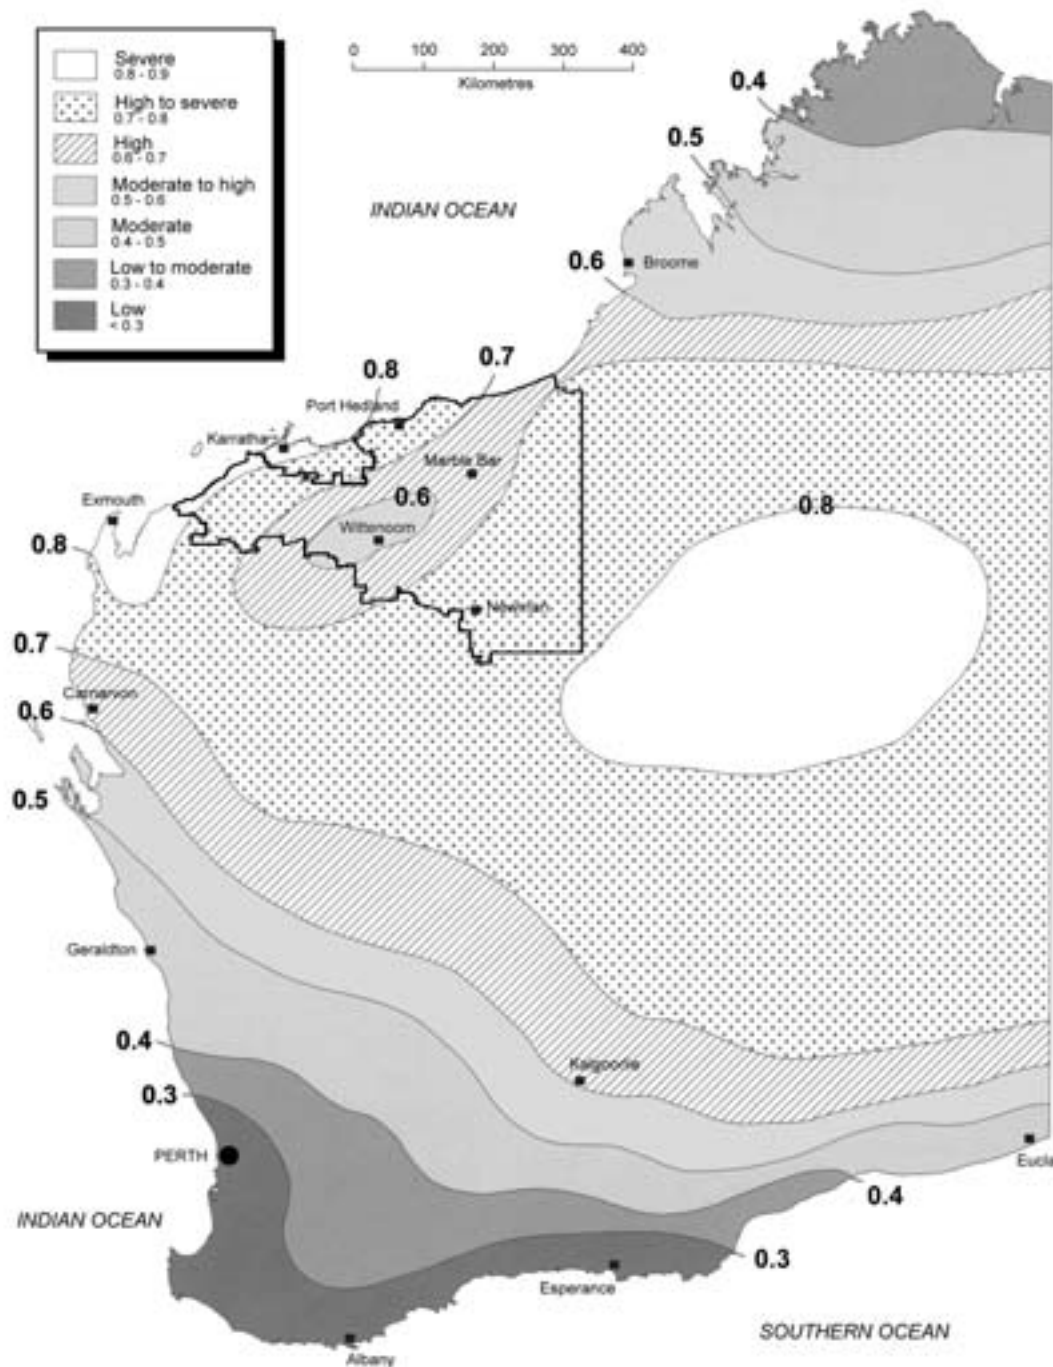 Severe
0.8 - 0.9
High to severe
0.7 - 0.8
High
0.6 - 0.7
Moderate to high
0.5 - 0.6
Moderate
0.4 - 0.5
Low to moderate
0.3 - 0.4
Low
< 0.3
0 100 200 300 400
Kilometres
0.4
0.5
INDIAN OCEAN
0.6
Broome
0.7
0.8
Port Hedland
Karratha
Marble Bar
0.6
Exmouth
Wittenoom
0.8
0.8
Newman
0.7
Carnarvon
0.6
0.5
Geraldton
0.4
Kalgoorlie
0.3
PERTH
Eucla
0.4
INDIAN OCEAN
0.3
Esperance
SOUTHERN OCEAN
Albany